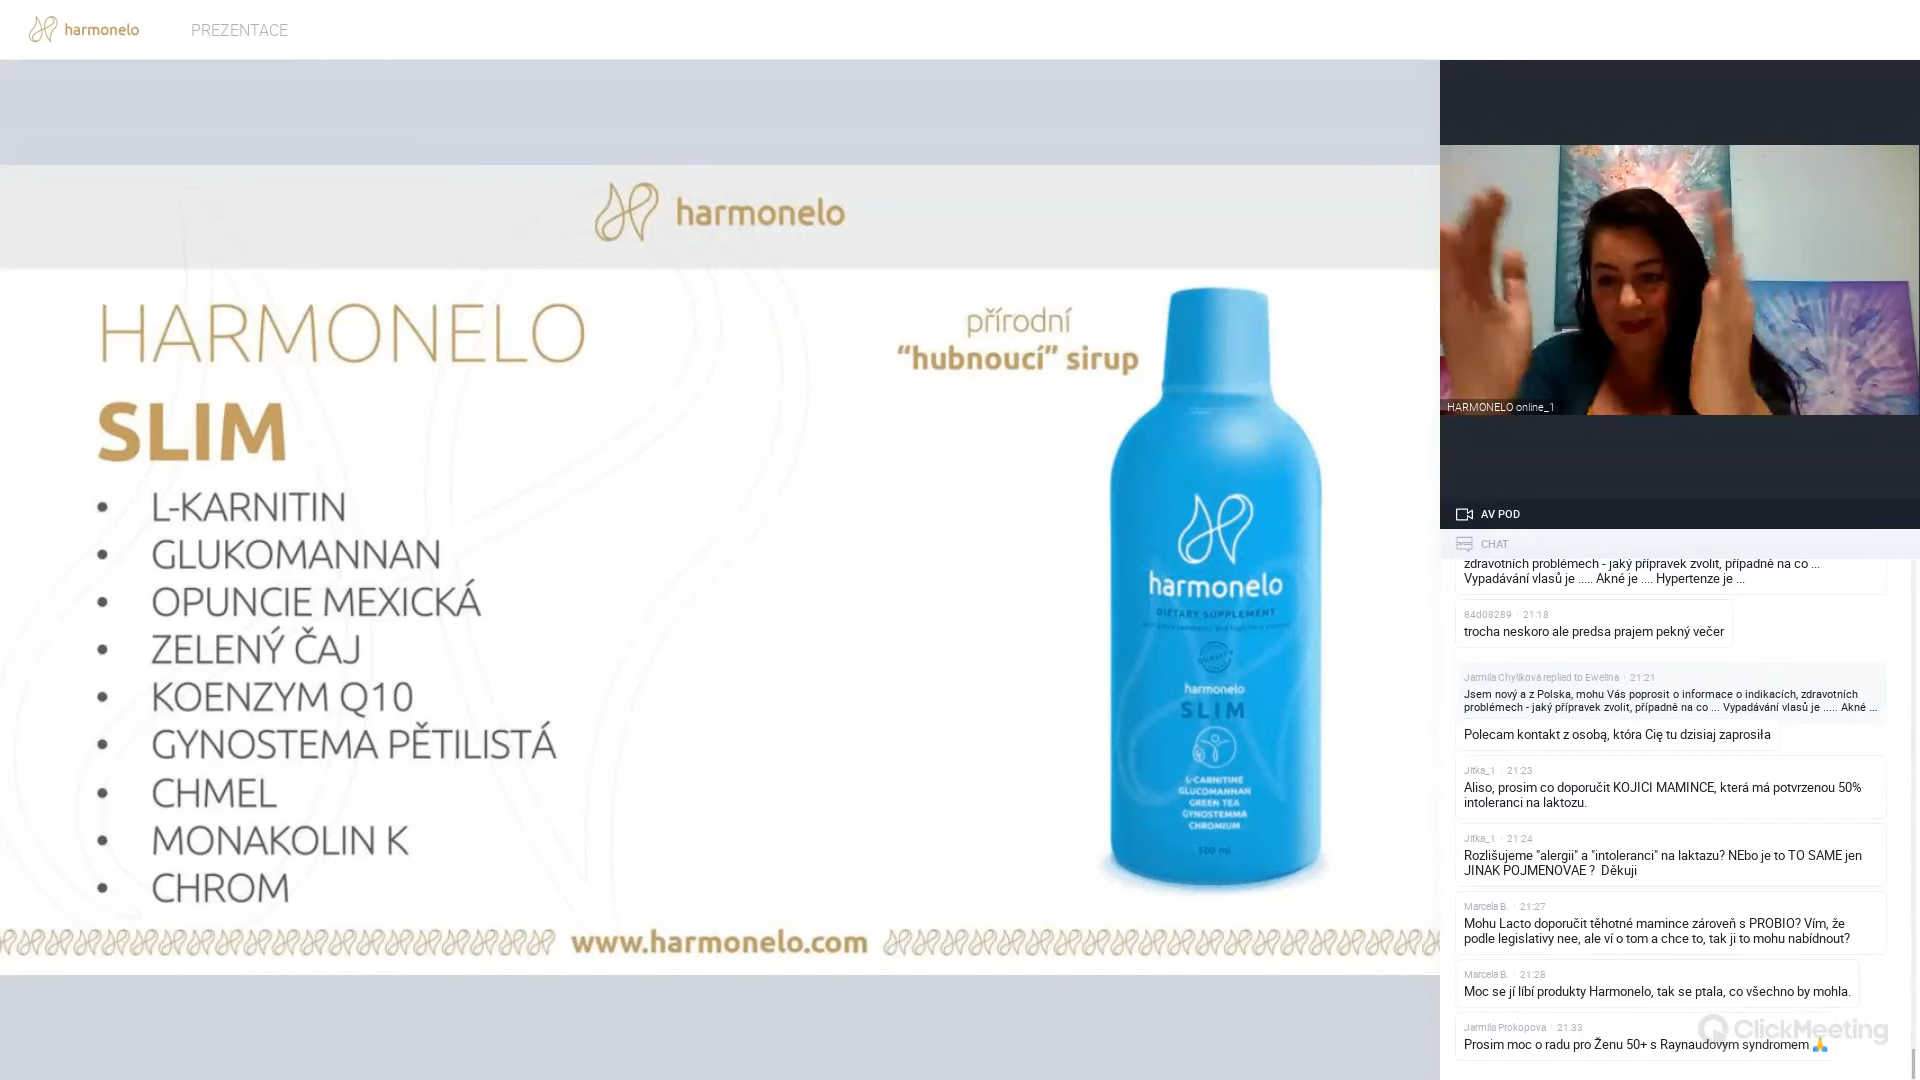 harmonelo
PREZENTACE
harmonelo
HARMONELO
SLIM
• L-KARNITIN
• GLUKOMANNAN
• OPUNCIE MEXICKÁ
• ZELENÝ ČAJ
• KOENZYM Q10
• GYNOSTEMA PĚTILISTÁ
• CHMEL
• MONAKOLIN K
• CHROM
přírodní
“hubnoucí” sirup
harmonelo
DIETARY SUPPLEMENT
harmonelo
SLIM
L-CARNITINE
GLUCOMANNAN
GREEN TEA
GYNOSTEMMA
CHROMIUM
500 ml
www.harmonelo.com
HARMONELO online_1
AV POD
CHAT
zdravotních problémech - jaký přípravek zvolit, případně na co ...
Vypadávání vlasů je ..... Akné je .... Hypertenze je ...
84d08289 · 21:18
trocha neskoro ale predsa prajem pekný večer
Jarmila Chylíková replied to Ewelina · 21:21
Jsem nový a z Polska, mohu Vás poprosit o informace o indikacích, zdravotních
problémech - jaký přípravek zvolit, případně na co ... Vypadávání vlasů je ..... Akné ...
Polecam kontakt z osobą, która Cię tu dzisiaj zaprosiła
Jitka_1 · 21:23
Aliso, prosim co doporučit KOJICI MAMINCE, která má potvrzenou 50%
intoleranci na laktozu.
Jitka_1 · 21:24
Rozlišujeme "alergii" a "intoleranci" na laktazu? NEbo je to TO SAME jen
JINAK POJMENOVAE ? Děkuji
Marcela B. · 21:27
Mohu Lacto doporučit těhotné mamince zároveň s PROBIO? Vím, že
podle legislativy nee, ale ví o tom a chce to, tak ji to mohu nabídnout?
Marcela B. · 21:28
Moc se jí líbí produkty Harmonelo, tak se ptala, co všechno by mohla.
Jarmila Prokopova · 21:33
Prosim moc o radu pro Ženu 50+ s Raynaudovym syndromem 🙏
ClickMeeting